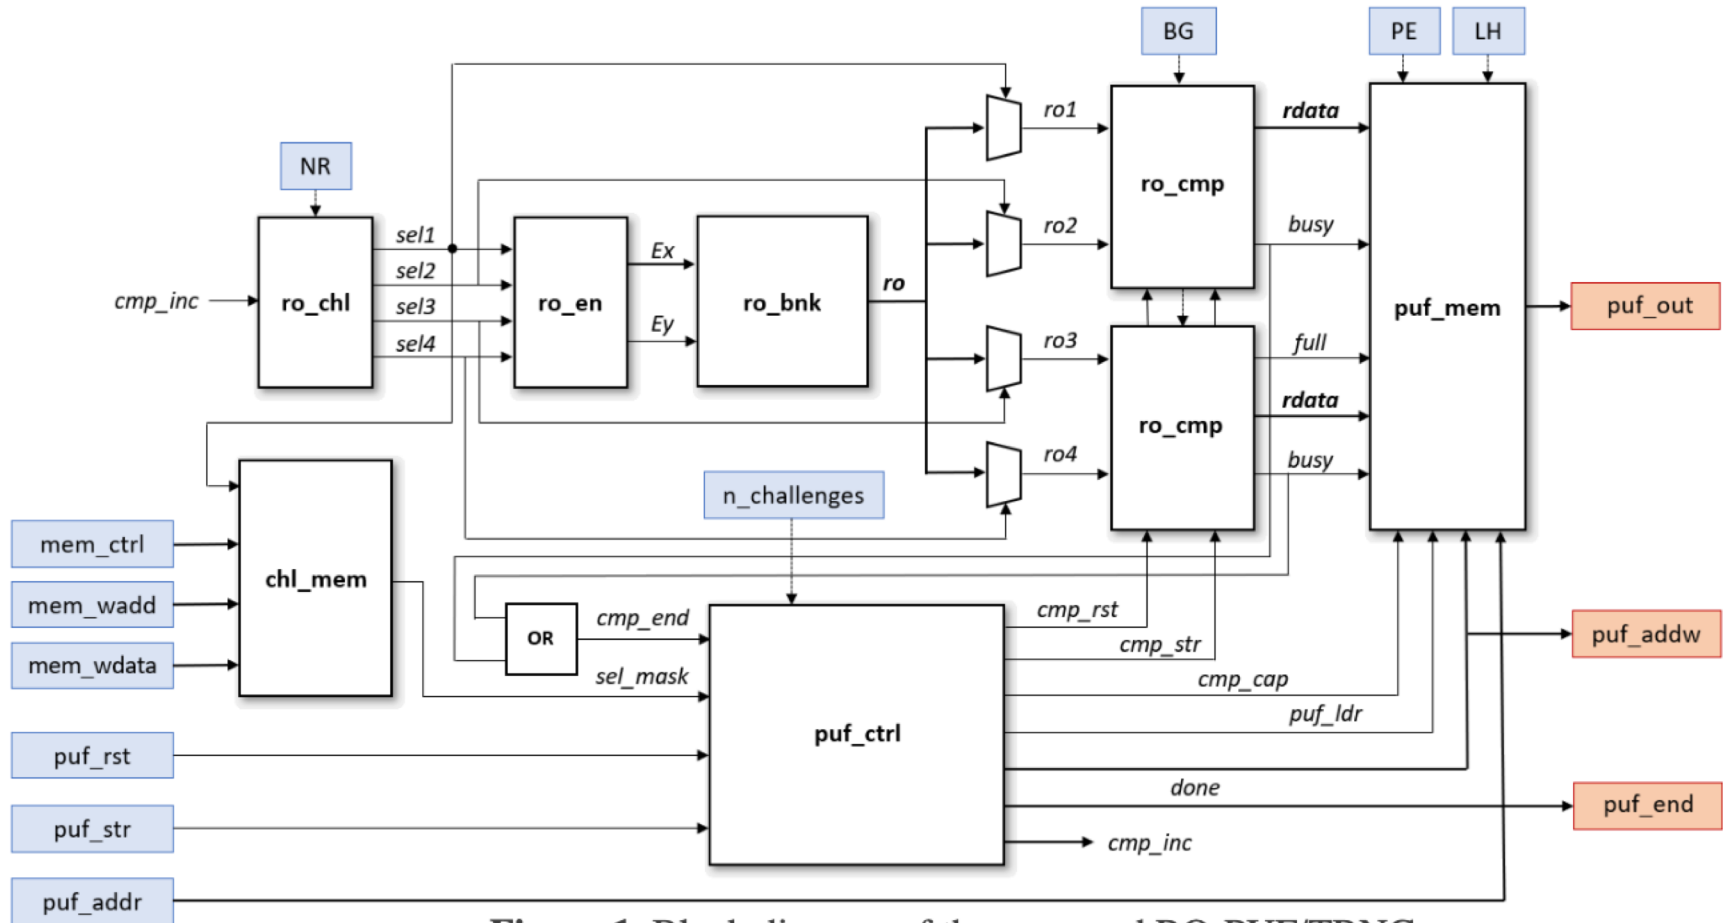 BG
PE
LH
ro1
rdata
NR
ro_cmp
ro2
busy
sel1
sel2
sel3
sel4
Ex
Ey
ro
cmp_inc
ro_chl
ro_en
ro_bnk
puf_mem
puf_out
ro3
full
rdata
ro_cmp
ro4
busy
n_challenges
mem_ctrl
mem_wadd
mem_wdata
chl_mem
OR
cmp_end
sel_mask
cmp_rst
cmp_str
cmp_cap
puf_ldr
puf_addw
puf_ctrl
puf_rst
puf_str
puf_addr
done
puf_end
cmp_inc